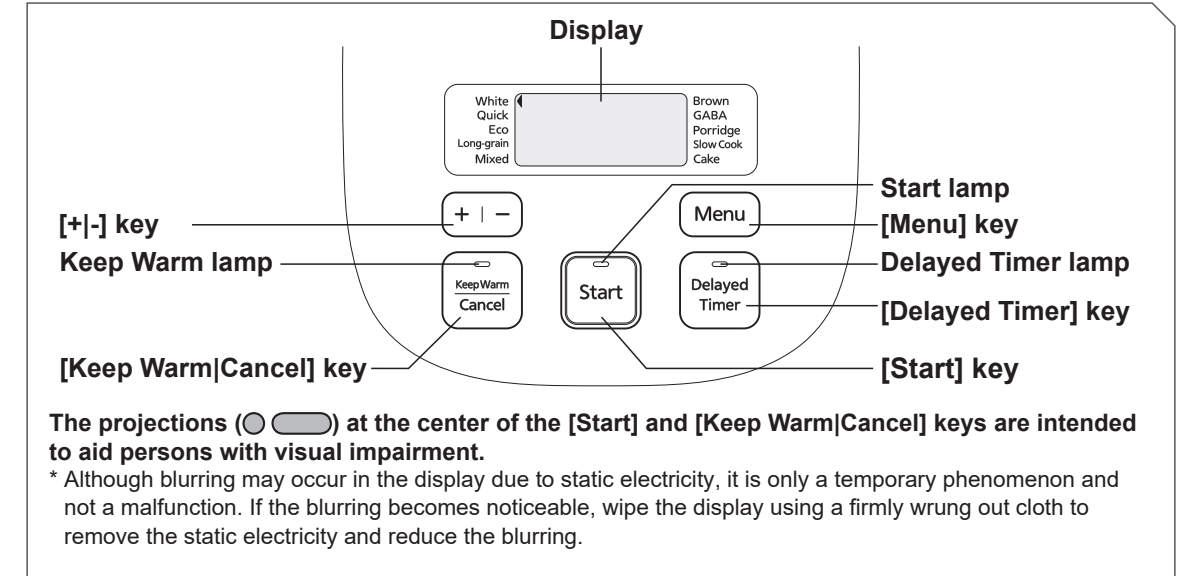 Display
White
Quick
Eco
Long-grain
Mixed
Brown
GABA
Porridge
Slow Cook
Cake
[+|-] key
+ | −
Menu
Start lamp
[Menu] key
Keep Warm lamp
Keep Warm
Cancel
Start
Delayed
Timer
Delayed Timer lamp
[Delayed Timer] key
[Keep Warm|Cancel] key
[Start] key
The projections ( ) at the center of the [Start] and [Keep Warm|Cancel] keys are intended
to aid persons with visual impairment.
* Although blurring may occur in the display due to static electricity, it is only a temporary phenomenon and
not a malfunction. If the blurring becomes noticeable, wipe the display using a firmly wrung out cloth to
remove the static electricity and reduce the blurring.